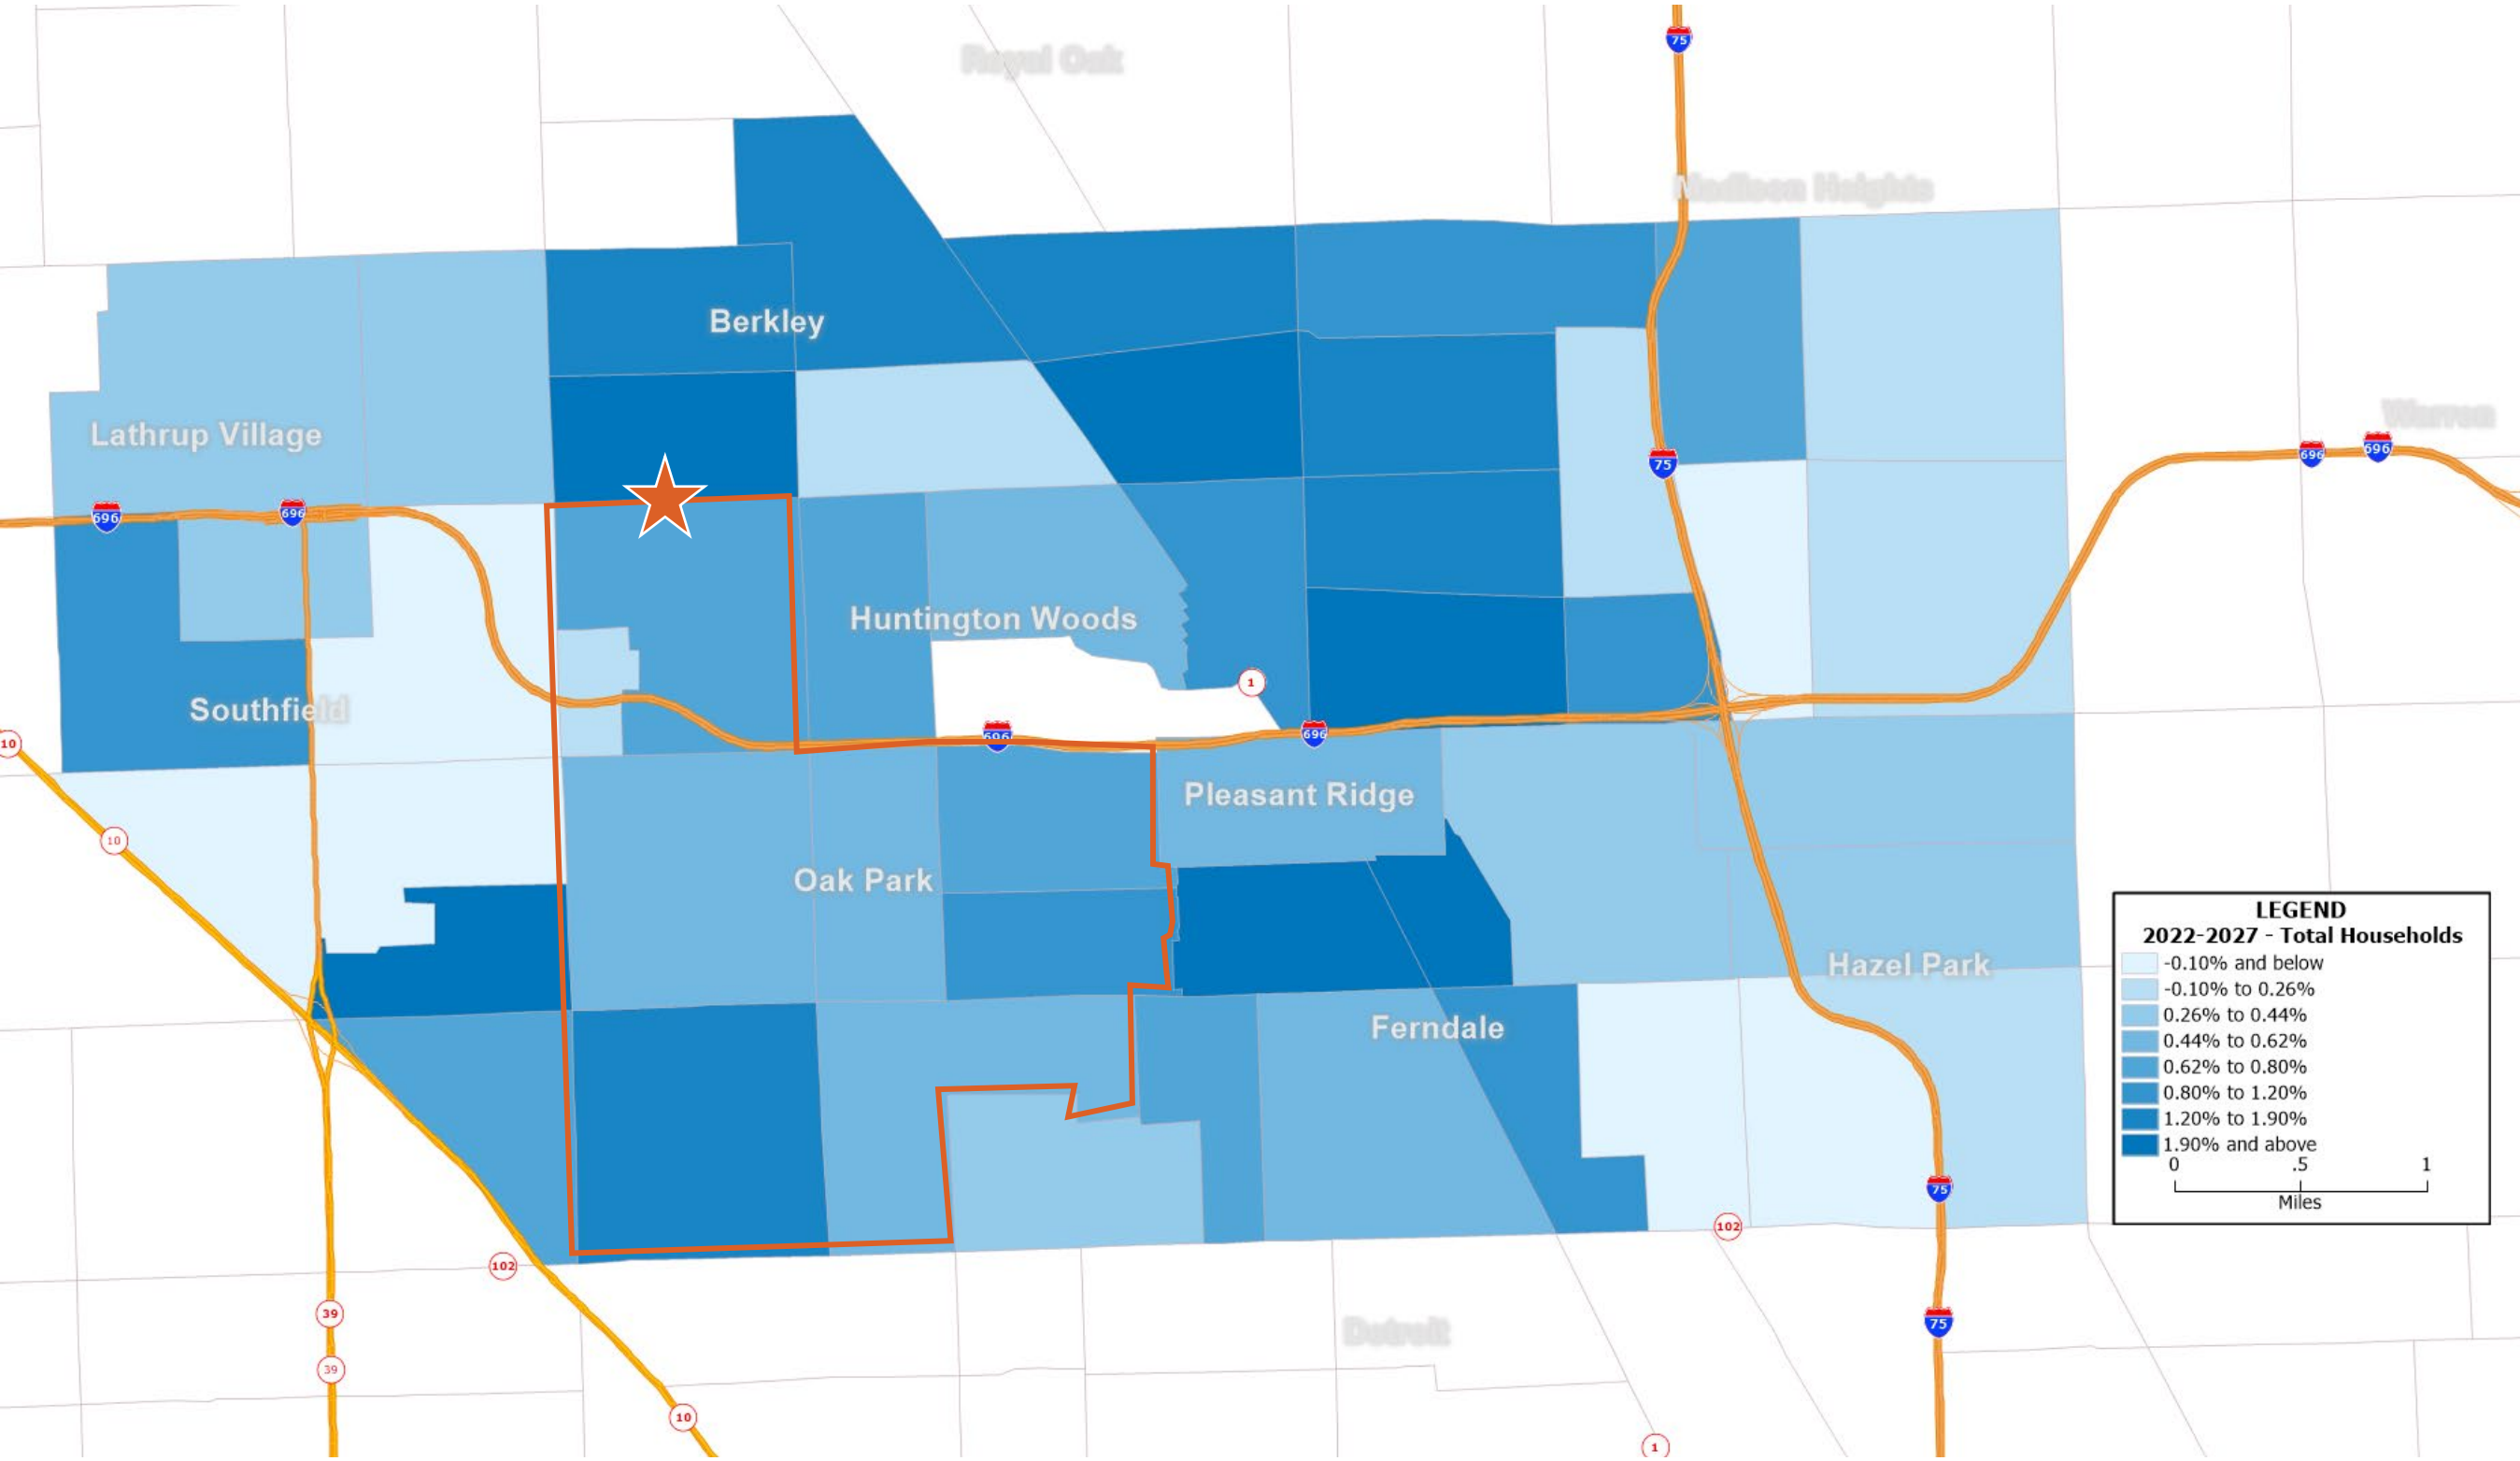 Royal Oak
75
Madison Heights
Berkley
Lathrup Village
Warren
696
696
75
696
696
Huntington Woods
1
Southfield
696
696
10
Pleasant Ridge
10
Oak Park
Hazel Park
Ferndale
LEGEND
2022-2027 - Total Households
-0.10% and below
-0.10% to 0.26%
0.26% to 0.44%
0.44% to 0.62%
0.62% to 0.80%
0.80% to 1.20%
1.20% to 1.90%
1.90% and above
0 .5 1
Miles
75
102
102
39
75
Detroit
39
10
1